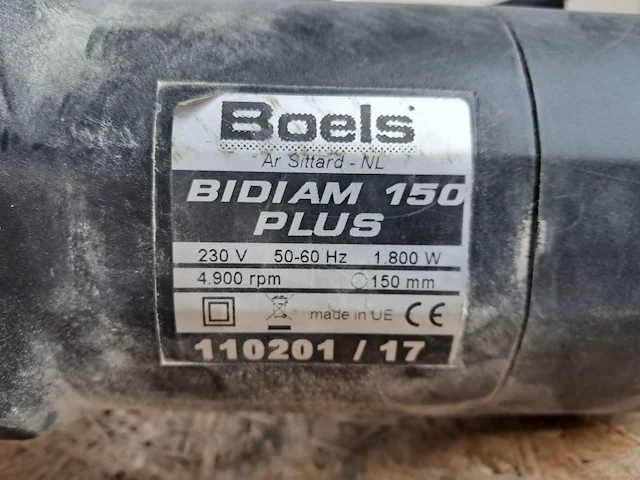 Boels
Ar Sittard - NL
BIDIAM 150
PLUS
230 V 50-60 Hz 1.800 W
4.900 rpm ∅150 mm
made in UE CE
110201 / 17